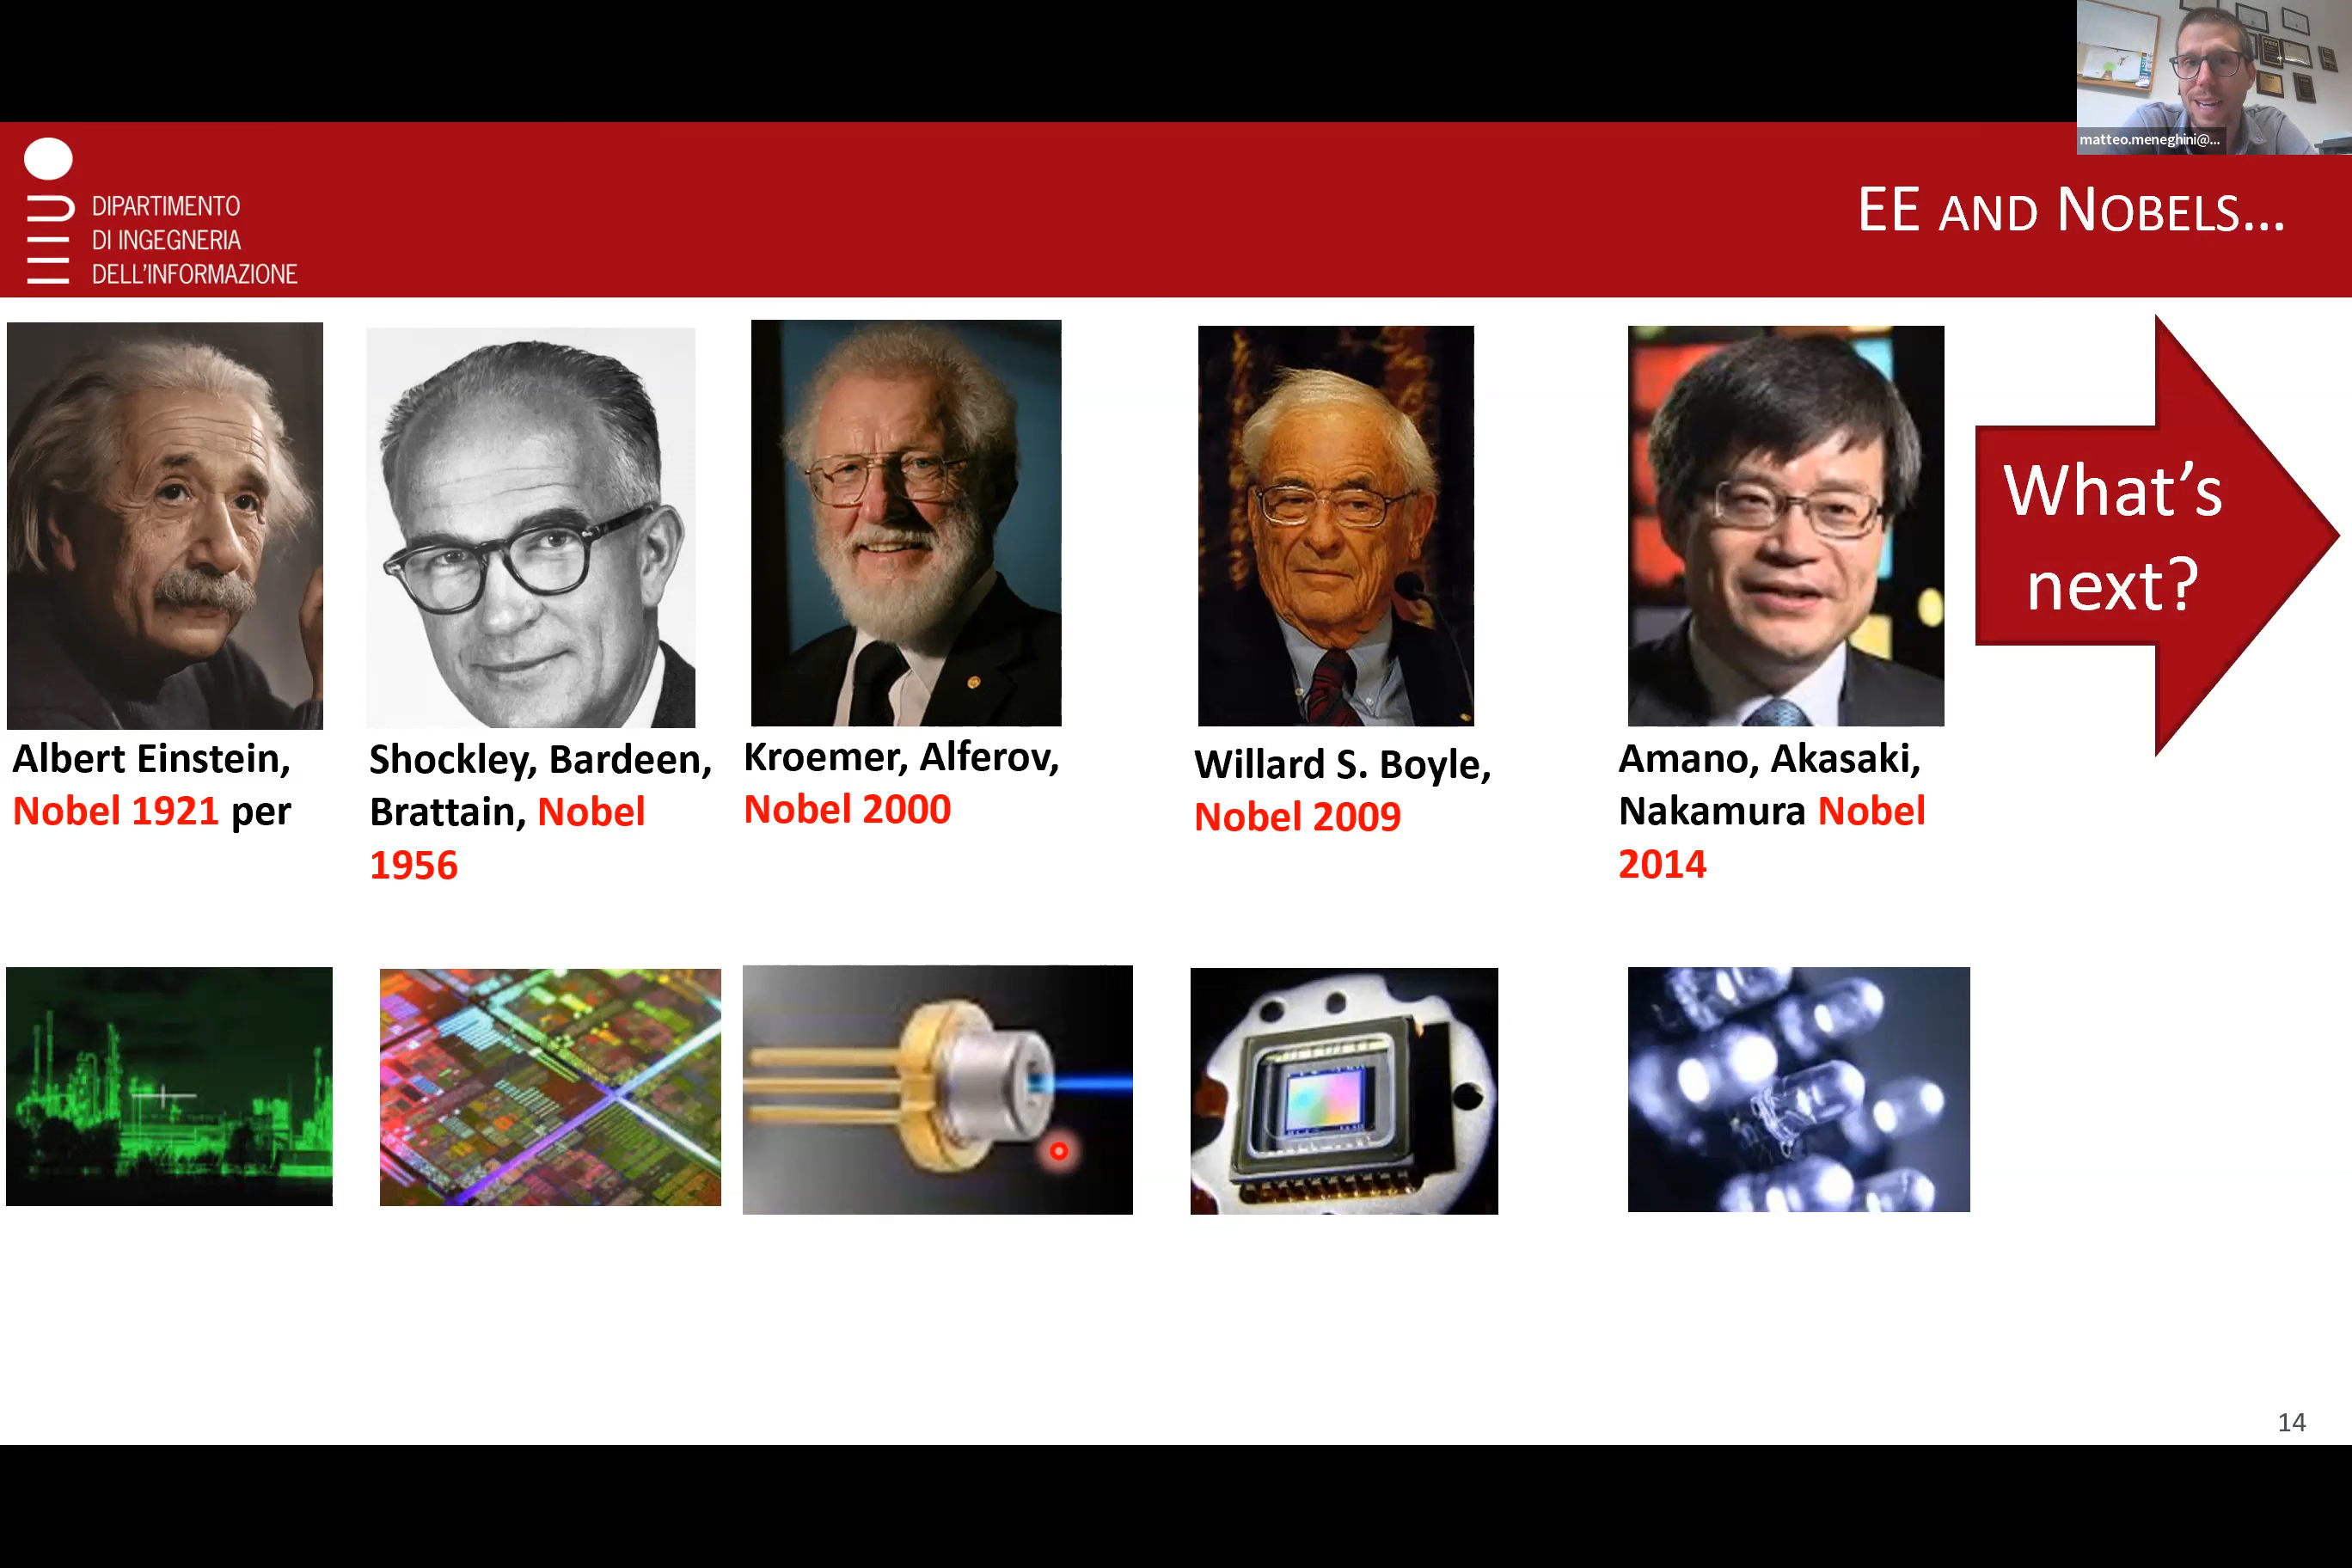 matteo.meneghini@...
DIPARTIMENTO
DI INGEGNERIA
DELL'INFORMAZIONE
EE AND NOBELS...
Albert Einstein,
Nobel 1921 per
Shockley, Bardeen,
Brattain, Nobel
1956
Kroemer, Alferov,
Nobel 2000
Willard S. Boyle,
Nobel 2009
Amano, Akasaki,
Nakamura Nobel
2014
What's
next?
14